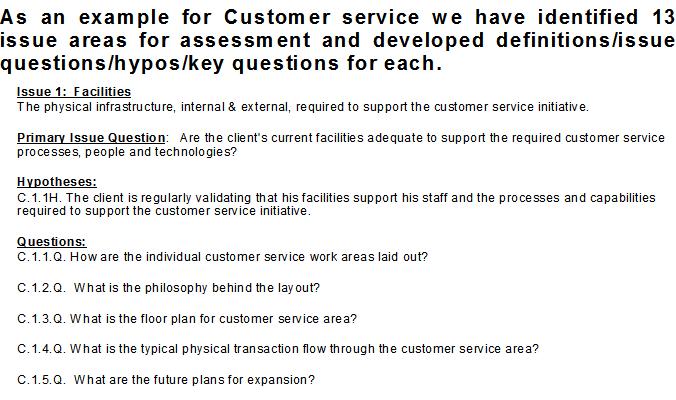 As an example for Customer service we have identified 13
issue areas for assessment and developed definitions/issue
questions/hypos/key questions for each.
Issue 1: Facilities
The physical infrastructure, internal & external, required to support the customer service initiative.
Primary Issue Question: Are the client's current facilities adequate to support the required customer service
processes, people and technologies?
Hypotheses:
C.1.1H. The client is regularly validating that his facilities support his staff and the processes and capabilities
required to support the customer service initiative.
Questions:
C.1.1.Q. How are the individual customer service work areas laid out?
C.1.2.Q. What is the philosophy behind the layout?
C.1.3.Q. What is the floor plan for customer service area?
C.1.4.Q. What is the typical physical transaction flow through the customer service area?
C.1.5.Q. What are the future plans for expansion?